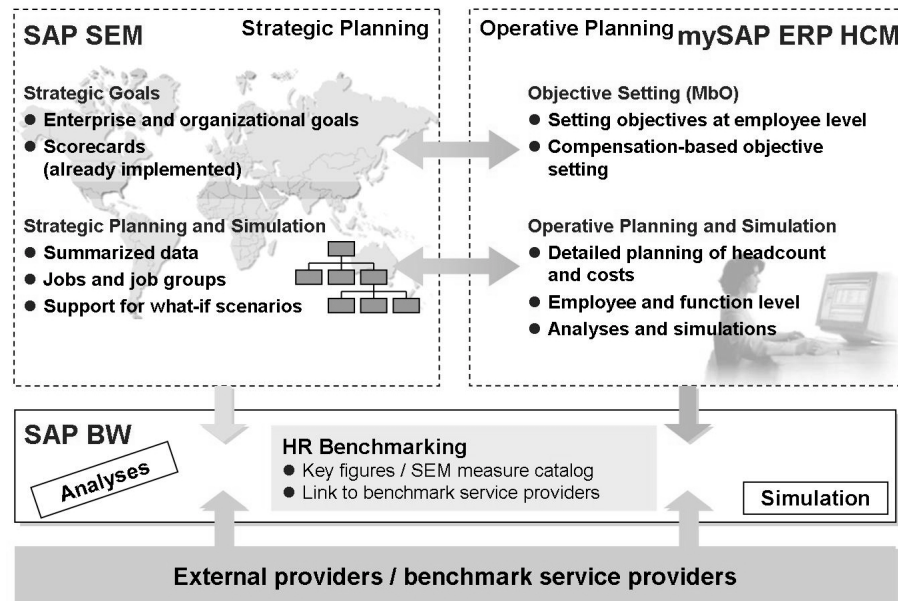 SAP SEM
Strategic Planning
Strategic Goals
● Enterprise and organizational goals
● Scorecards
(already implemented)
Strategic Planning and Simulation
● Summarized data
● Jobs and job groups
● Support for what-if scenarios
Operative Planning
mySAP ERP HCM
Objective Setting (MbO)
● Setting objectives at employee level
● Compensation-based objective
setting
Operative Planning and Simulation
● Detailed planning of headcount
and costs
● Employee and function level
● Analyses and simulations
SAP BW
Analyses
HR Benchmarking
● Key figures / SEM measure catalog
● Link to benchmark service providers
Simulation
External providers / benchmark service providers